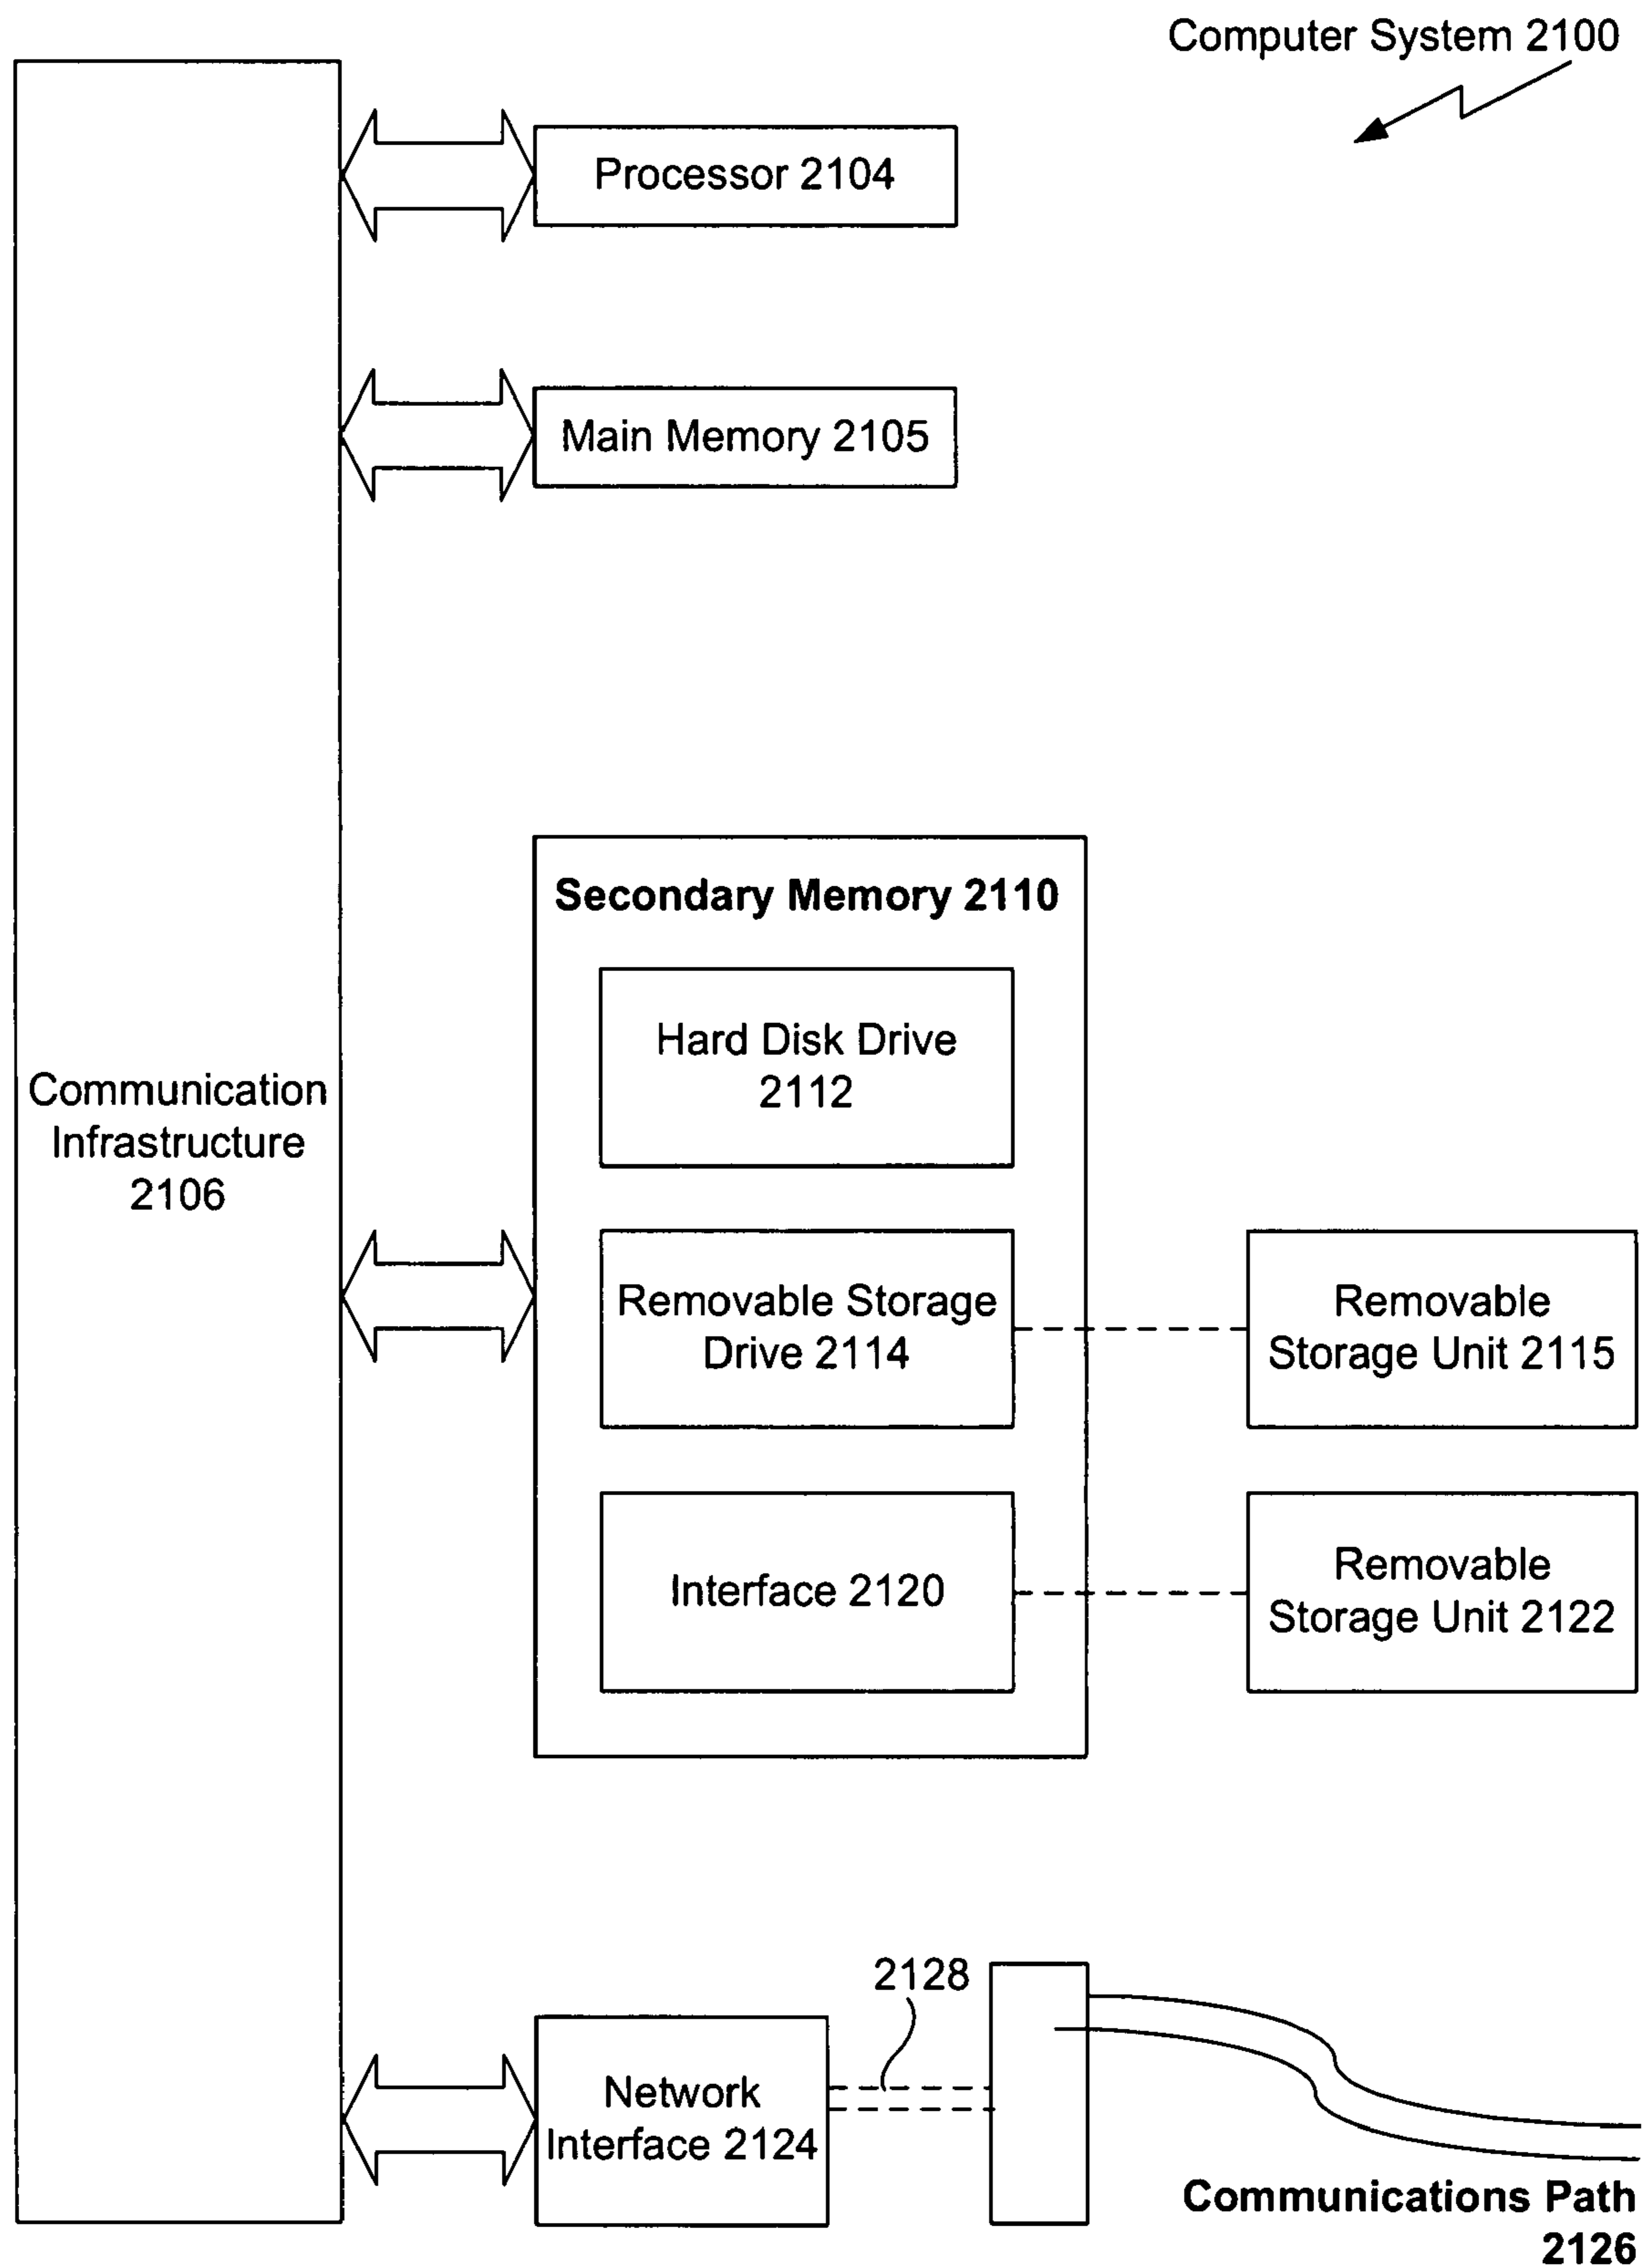 Computer System 2100
Processor 2104
Main Memory 2105
Secondary Memory 2110
Hard Disk Drive
2112
Communication
Infrastructure
2106
Removable Storage
Drive 2114
Removable
Storage Unit 2115
Interface 2120
Removable
Storage Unit 2122
2128
Network
Interface 2124
Communications Path
2126